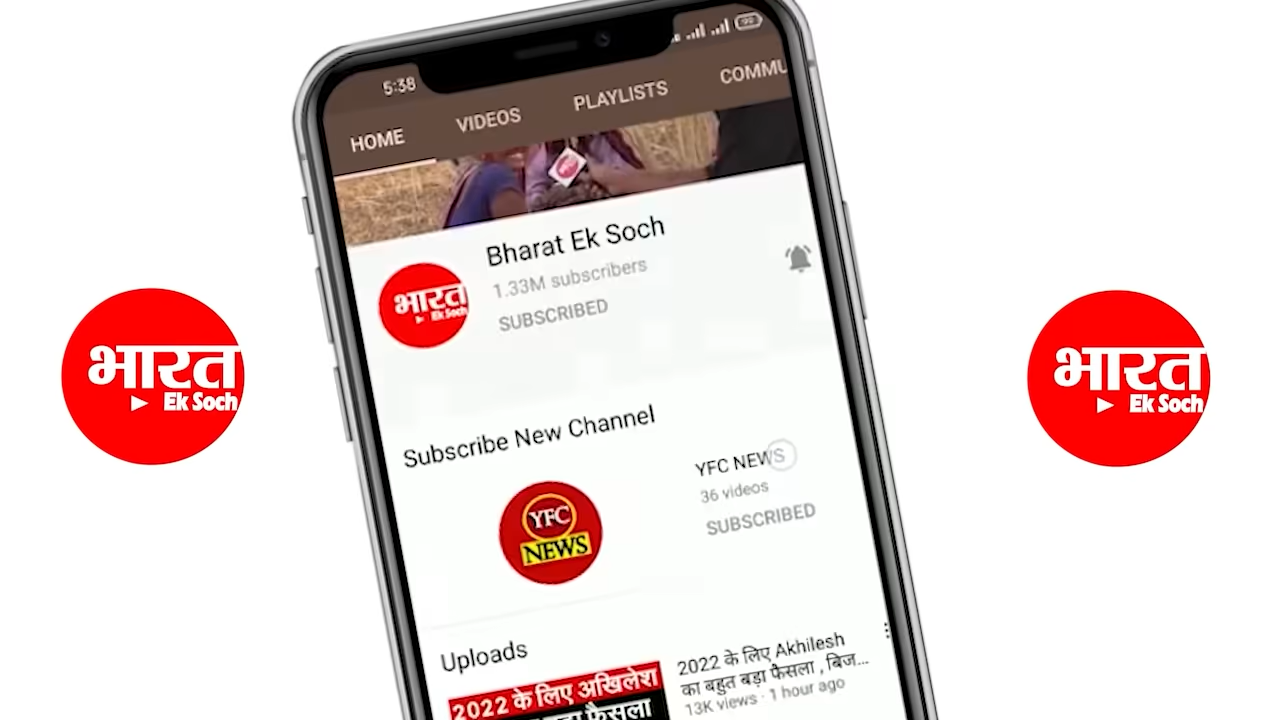 5:38
HOME
VIDEOS
PLAYLISTS
COMMU
Bharat Ek Soch
1.33M subscribers
SUBSCRIBED
भारत
Ek Soch
भारत
Ek Soch
भारत
Ek Soch
Subscribe New Channel
YFC
NEWS
YFC NEWS
36 videos
SUBSCRIBED
Uploads
2022 के लिए अखिलेश
फैसला
2022 के लिए Akhilesh
का बहुत बड़ा फैसला , बिज...
13K views · 1 hour ago